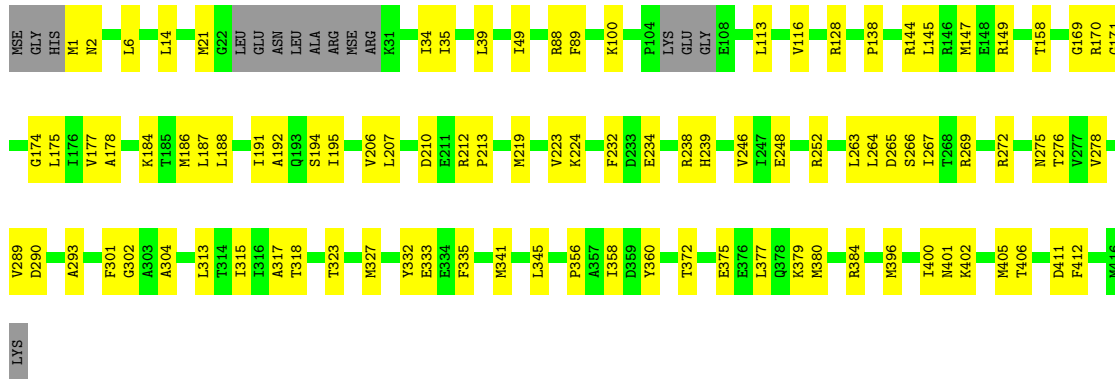 MSE GLY HIS M1 N2 L6 L14 M21 G22 LEU GLU ASN LEU ALA ARG MSE ARG K31 I34 I35 L39 I49 R88 F89 K100 P104 LYS GLU GLY E108 L113 V116 R128 P138 R144 L145 R146 M147 E148 R149 T158 G169 R170
G174 L175 I176 V177 A178 K184 T185 M186 L187 L188 I191 A192 Q193 S194 I195 V206 L207 D210 E211 R212 P213 M219 V223 K224 F232 D233 E234 R238 H239 V246 I247 E248 R252 L263 L264 D265 S266 I267 T268 R269 R272 N275 T276 V277 V278
V289 D290 A293 F301 G302 A303 A304 L313 T314 I315 I316 A317 T318 T323 M327 Y332 E333 E334 F335 M341 L345 P356 A357 I358 D359 Y360 T372 E375 E376 L377 Q378 K379 M380 R384 M396 I400 N401 K402 M405 T406 D411 F412 M416
LYS